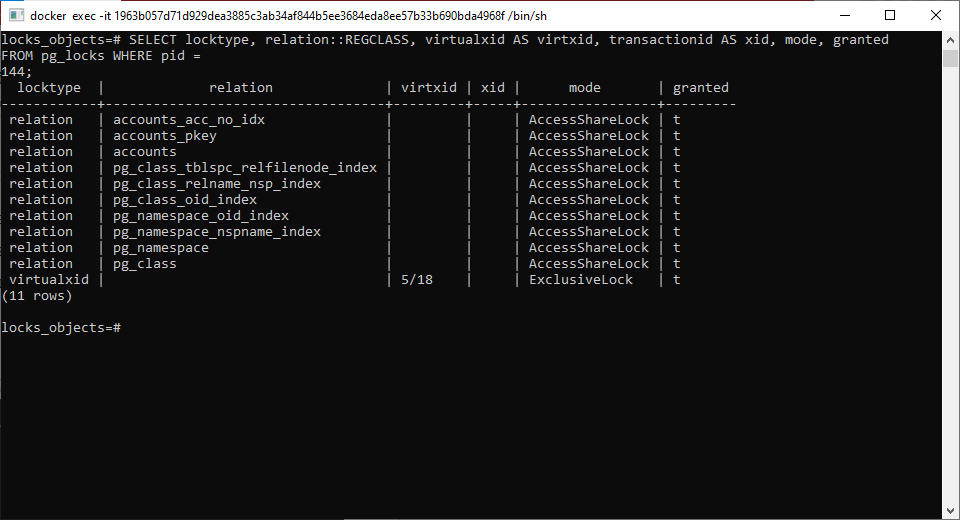 docker exec -it 1963b057d71d929dea3885c3ab34af844b5ee3684eda8ee57b33b690bda4968f /bin/sh
locks_objects=# SELECT locktype, relation::REGCLASS, virtualxid AS virtxid, transactionid AS xid, mode, granted
FROM pg_locks WHERE pid =
144;
  locktype  |             relation              | virtxid | xid |      mode       | granted
------------+-----------------------------------+---------+-----+-----------------+---------
 relation   | accounts_acc_no_idx               |         |     | AccessShareLock | t
 relation   | accounts_pkey                     |         |     | AccessShareLock | t
 relation   | accounts                          |         |     | AccessShareLock | t
 relation   | pg_class_tblspc_relfilenode_index |         |     | AccessShareLock | t
 relation   | pg_class_relname_nsp_index        |         |     | AccessShareLock | t
 relation   | pg_class_oid_index                |         |     | AccessShareLock | t
 relation   | pg_namespace_oid_index            |         |     | AccessShareLock | t
 relation   | pg_namespace_nspname_index        |         |     | AccessShareLock | t
 relation   | pg_namespace                      |         |     | AccessShareLock | t
 relation   | pg_class                          |         |     | AccessShareLock | t
 virtualxid |                                   | 5/18    |     | ExclusiveLock   | t
(11 rows)
locks_objects=#